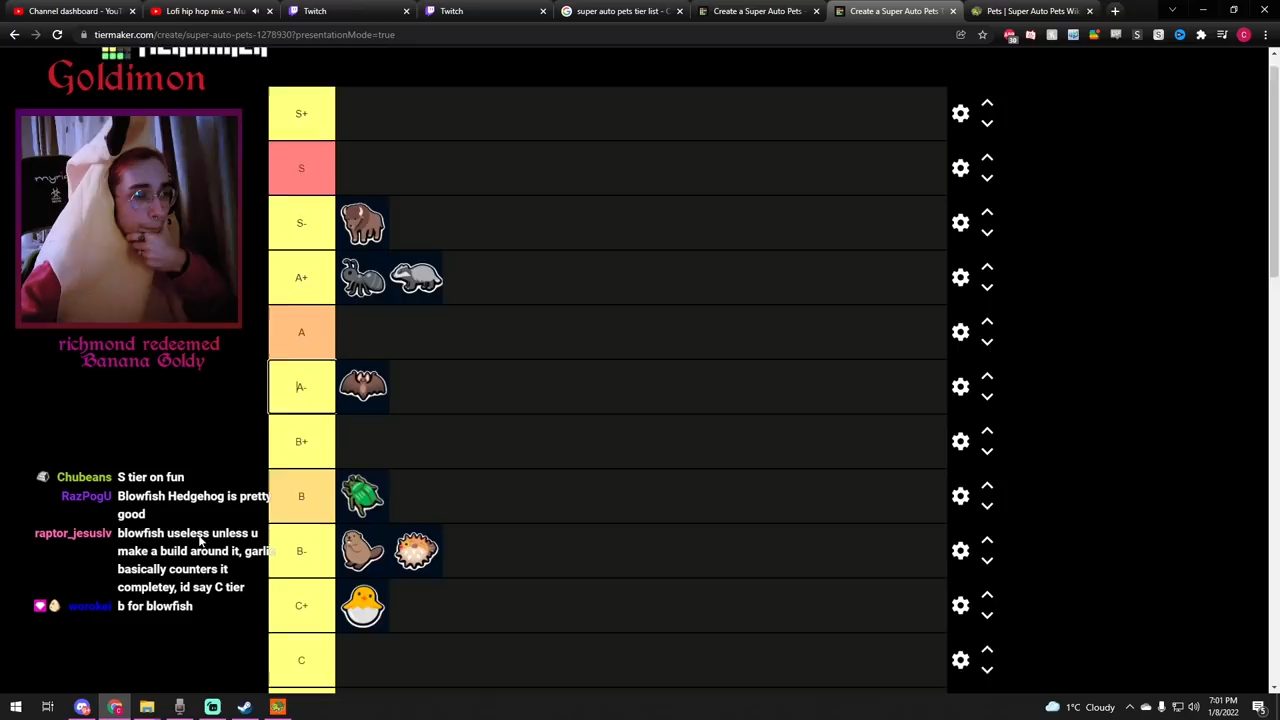 Channel dashboard - YouT
Lofi hip hop mix – Mu
Twitch
Twitch
super auto pets tier list - G
Create a Super Auto Pets
Create a Super Auto Pets T
Pets | Super Auto Pets Wiki
tiermaker.com/create/super-auto-pets-1278930?presentationMode=true
30
C
Goldimon
richmond redeemed
Banana Goldy
S+
S
S-
A+
A
A-
B+
B
B-
C+
C
Chubeans S tier on fun
RazPogU Blowfish Hedgehog is pretty
good
raptor_jesuslv blowfish useless unless u
make a build around it, garlic
basically counters it
completey, id say C tier
worokei b for blowfish
1°C Cloudy
7:01 PM
1/8/2022